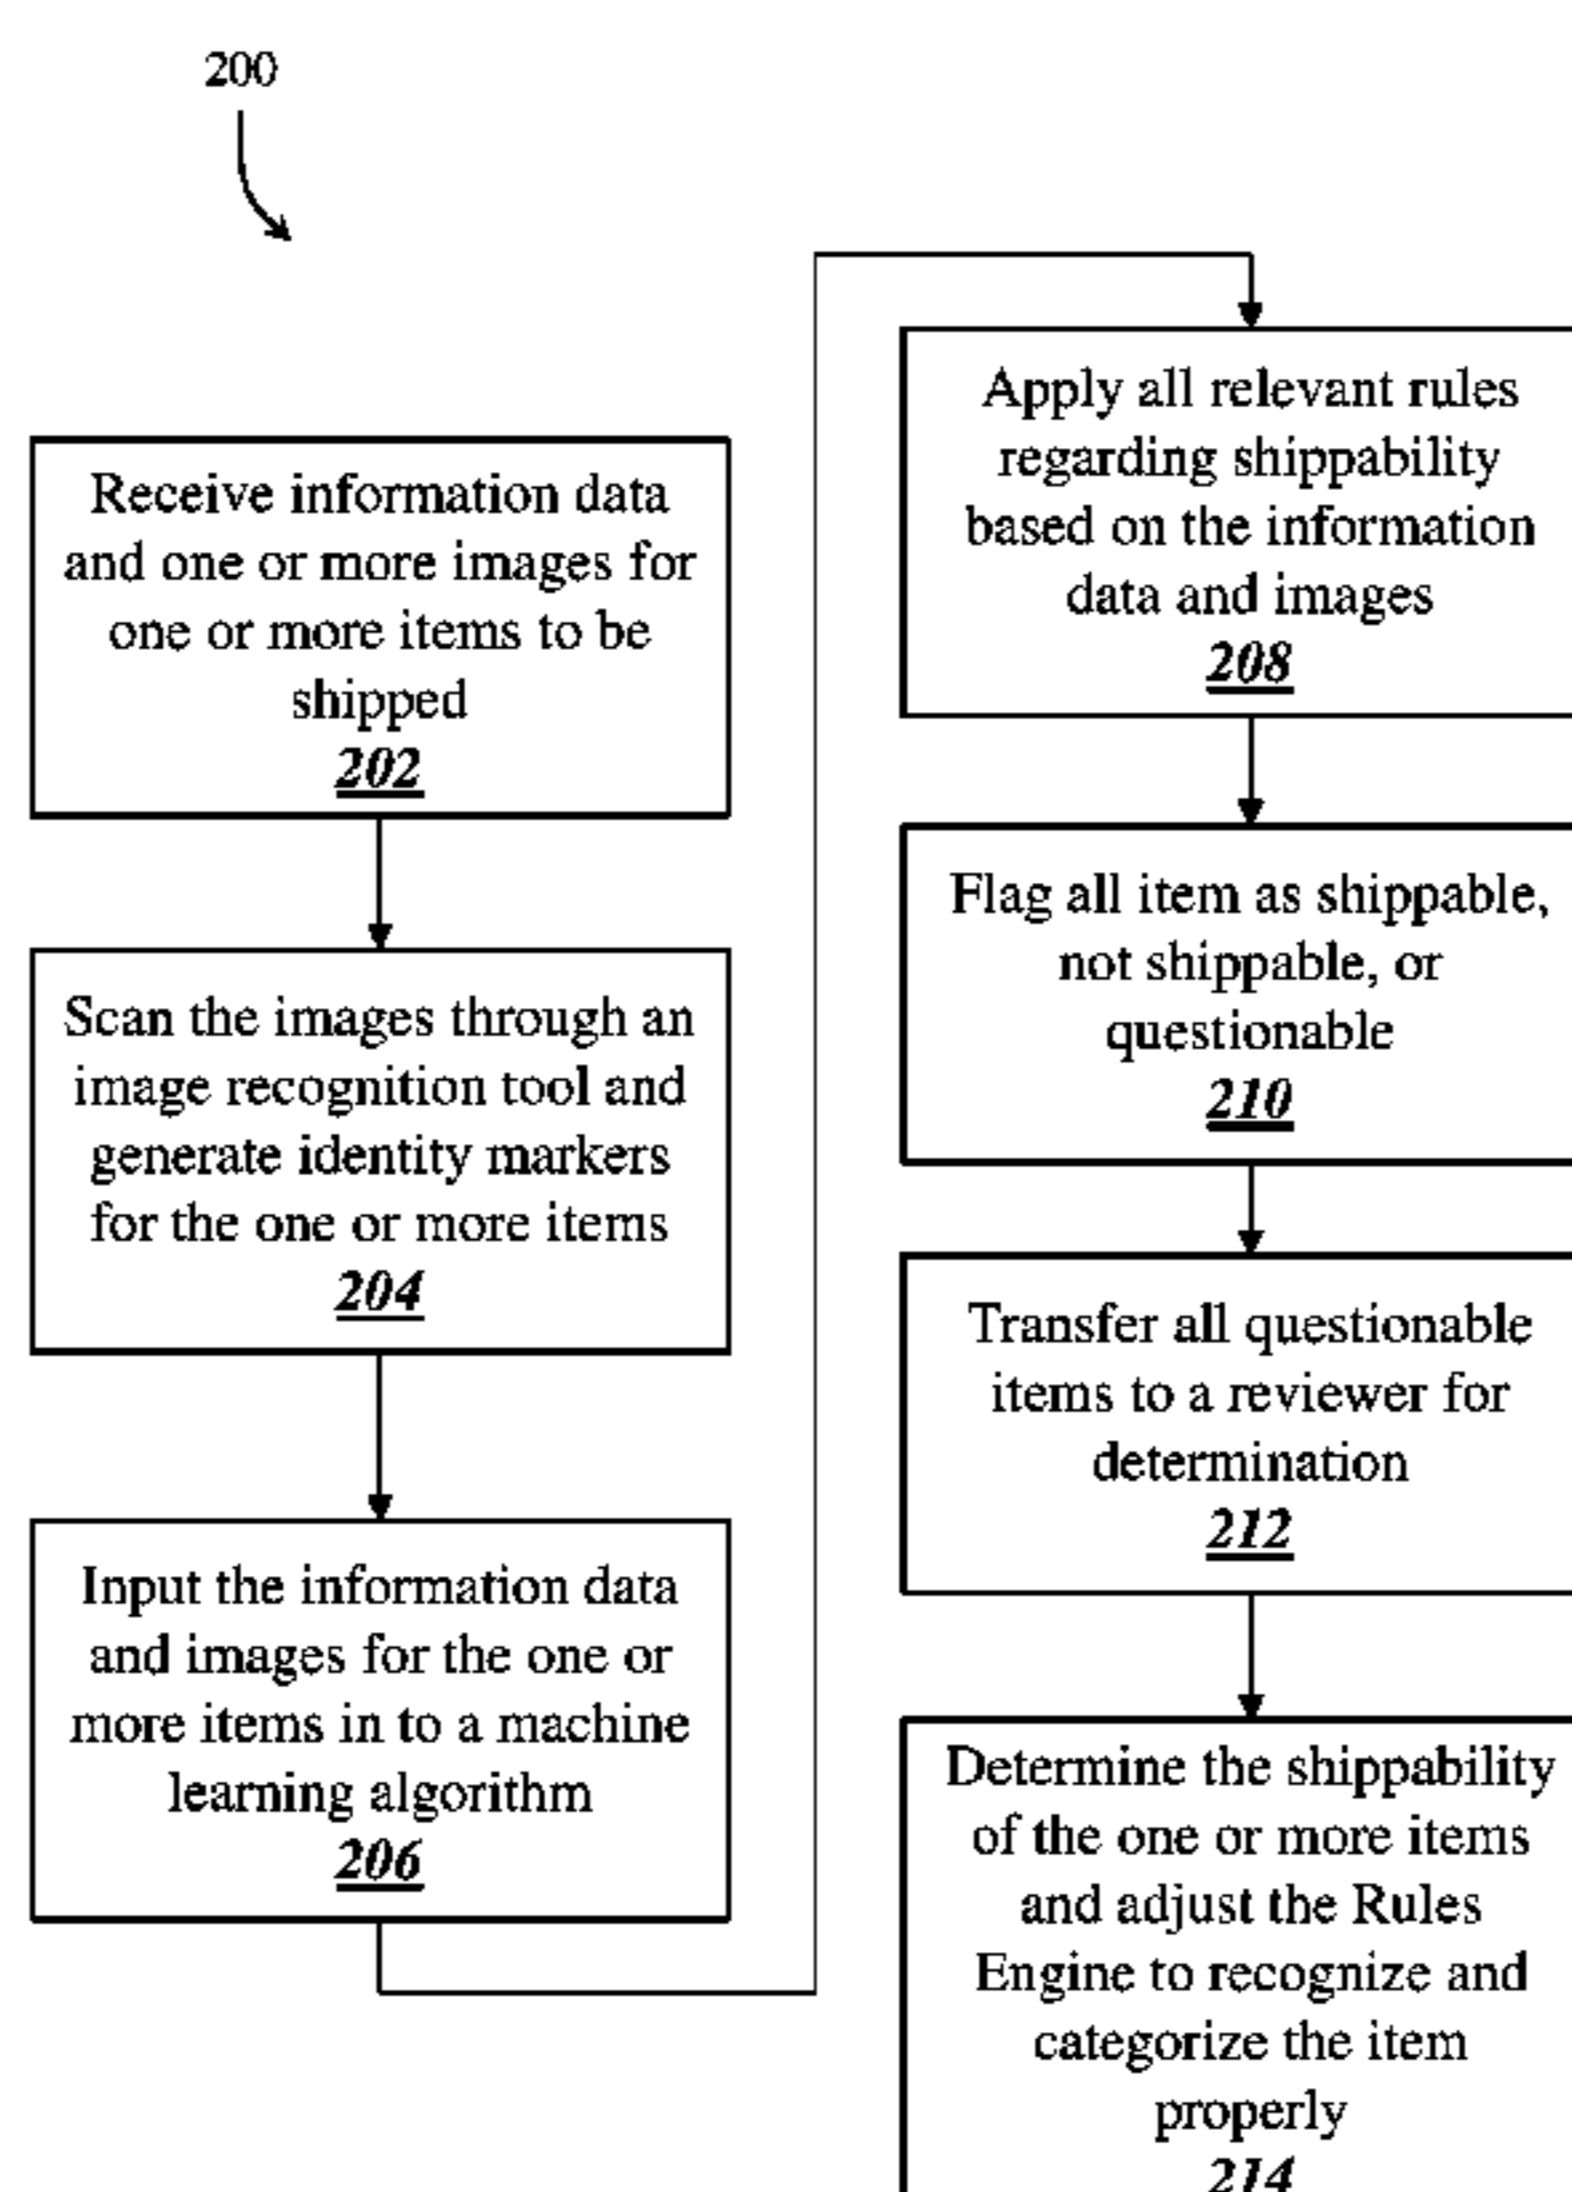 200
Receive information data
and one or more images for
one or more items to be
shipped
202
Scan the images through an
image recognition tool and
generate identity markers
for the one or more items
204
Input the information data
and images for the one or
more items in to a machine
learning algorithm
206
Apply all relevant rules
regarding shippability
based on the information
data and images
208
Flag all item as shippable,
not shippable, or
questionable
210
Transfer all questionable
items to a reviewer for
determination
212
Determine the shippability
of the one or more items
and adjust the Rules
Engine to recognize and
categorize the item
properly
214